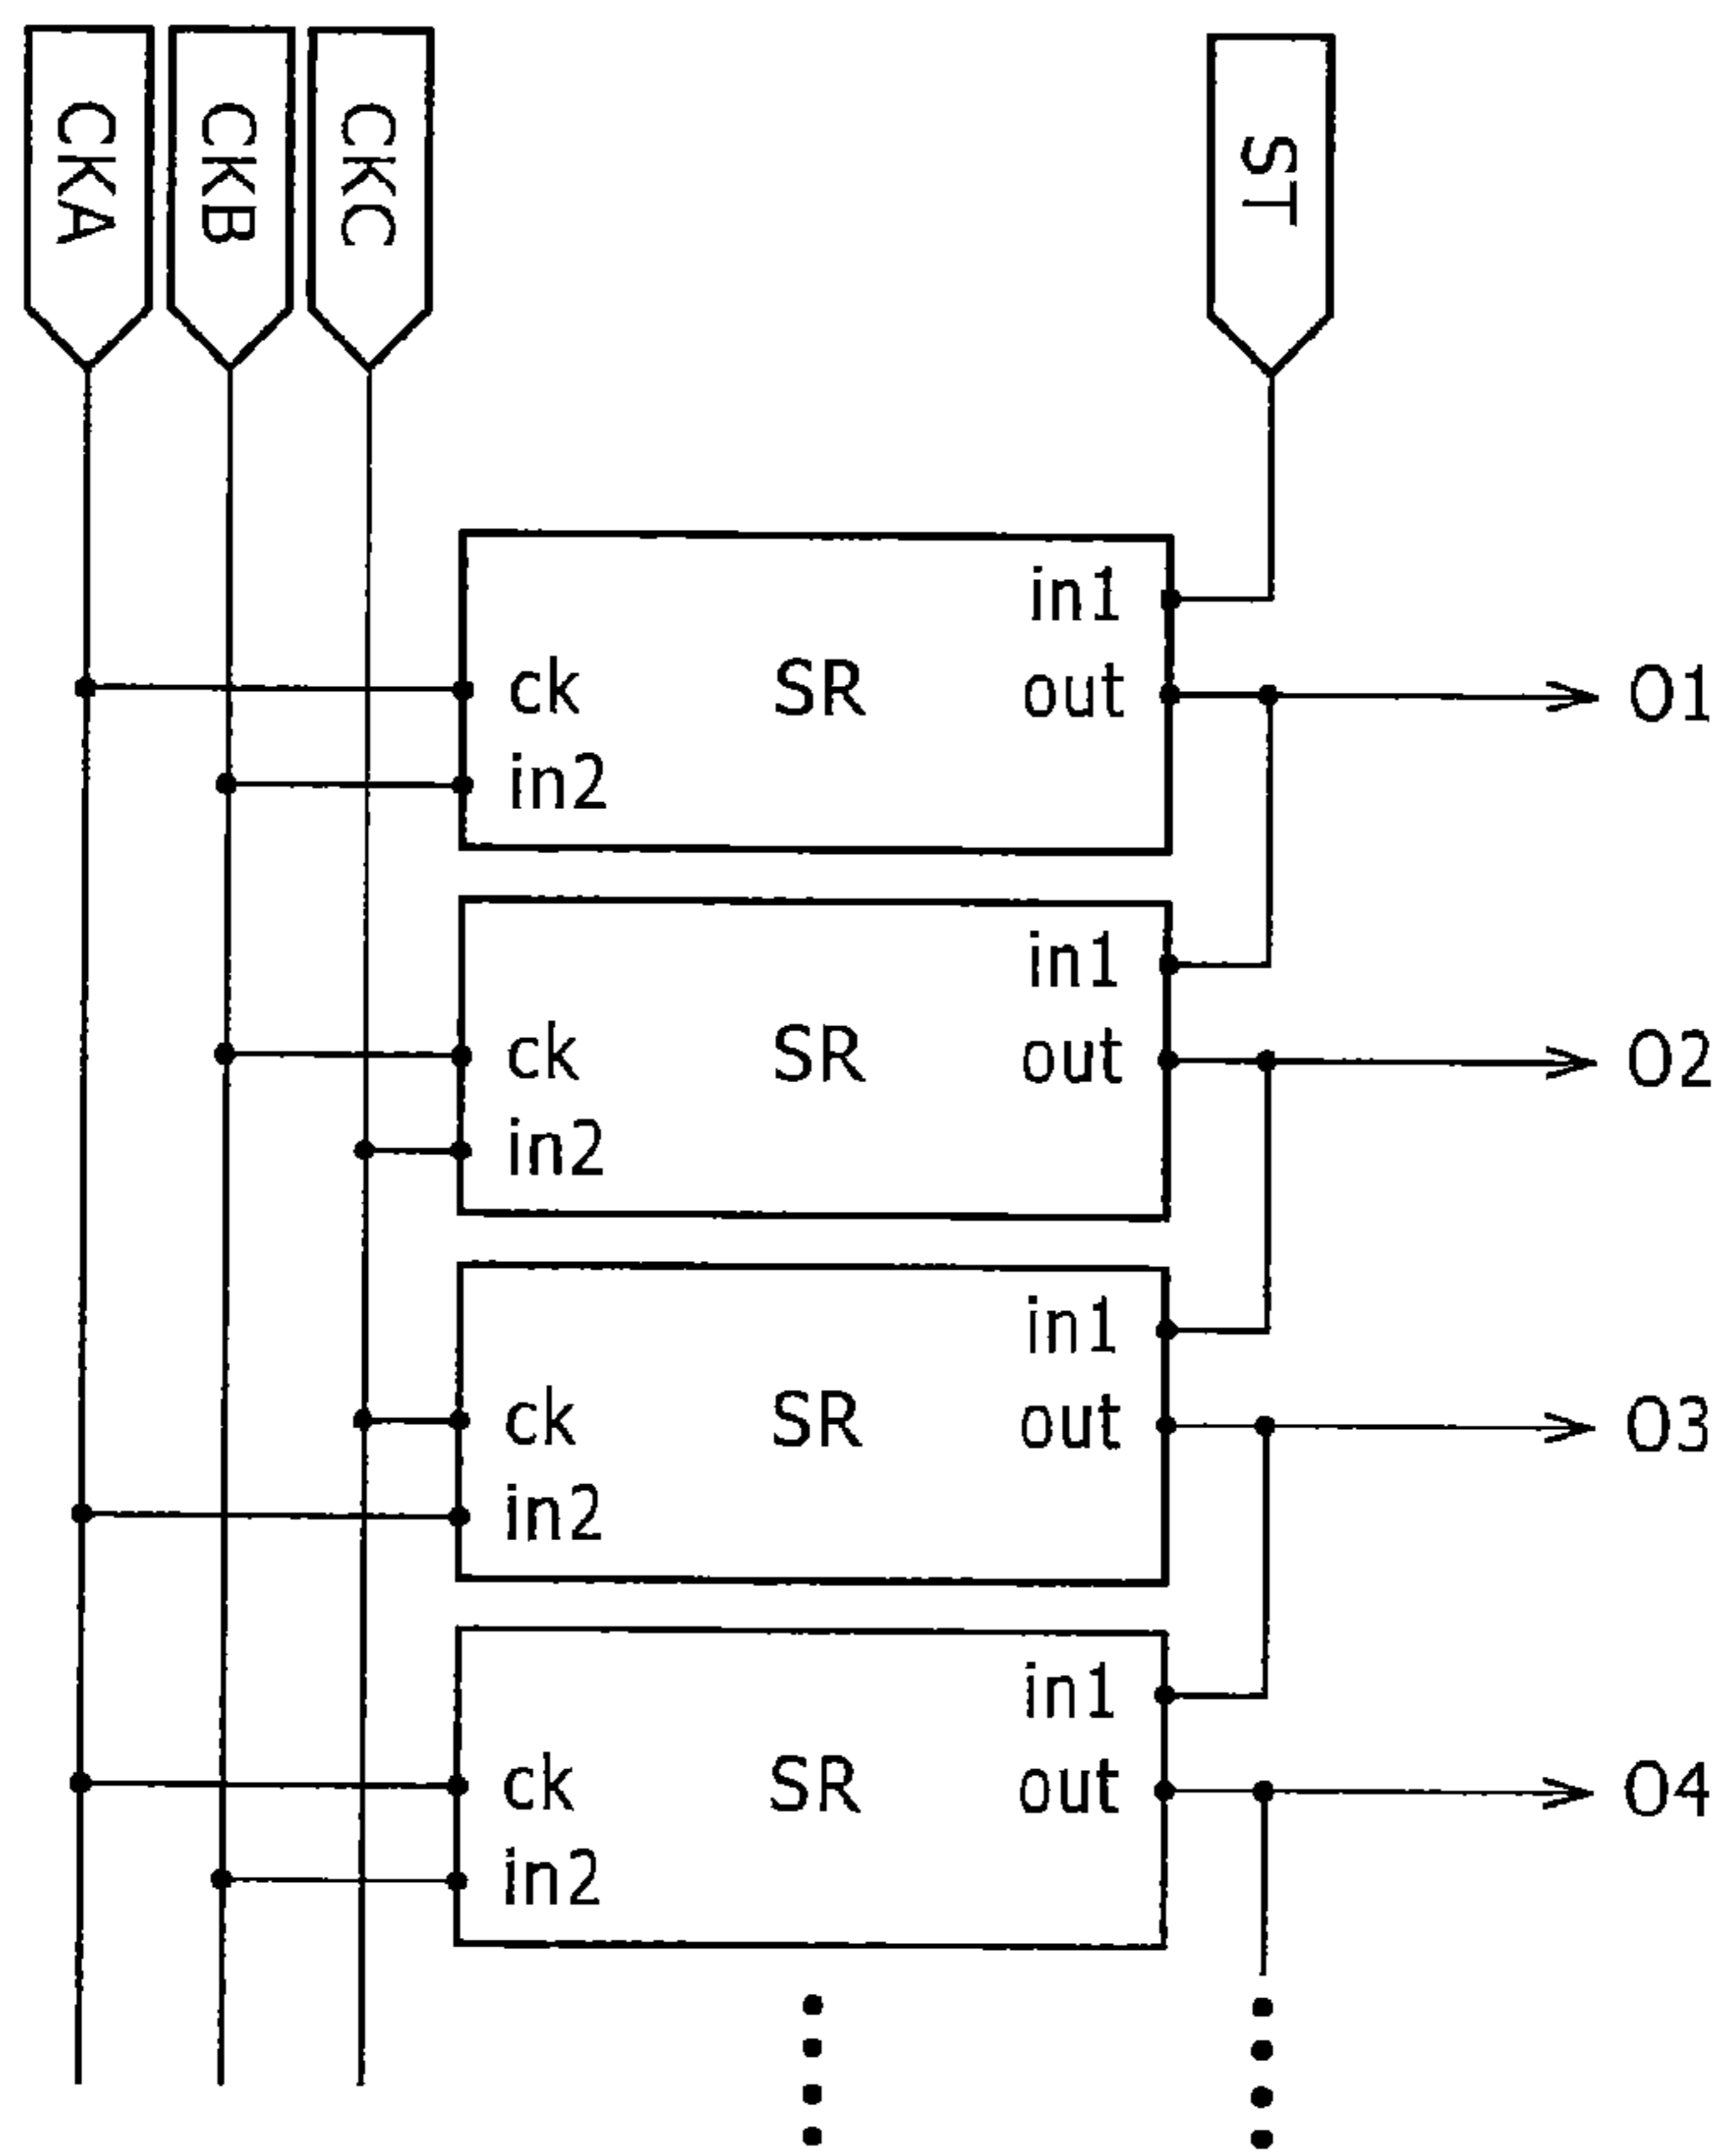 CKA
CKB
CKC
ST
in1
ck SR out O1
in2
in1
ck SR out O2
in2
in1
ck SR out O3
in2
in1
ck SR out O4
in2